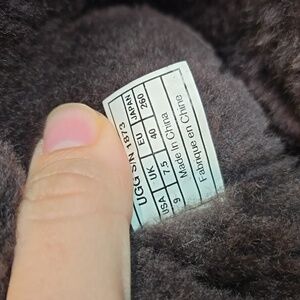 UGG S/N 1873
USA UK EU JAPAN
9 7.5 40 260
Made in China
Fabriqué en Chine